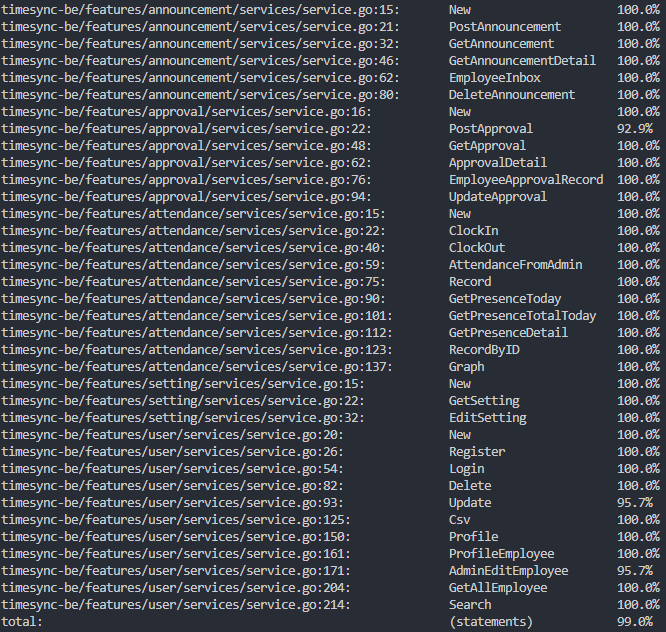 timesync-be/features/announcement/services/service.go:15: New 100.0%
timesync-be/features/announcement/services/service.go:21: PostAnnouncement 100.0%
timesync-be/features/announcement/services/service.go:32: GetAnnouncement 100.0%
timesync-be/features/announcement/services/service.go:46: GetAnnouncementDetail 100.0%
timesync-be/features/announcement/services/service.go:62: EmployeeInbox 100.0%
timesync-be/features/announcement/services/service.go:80: DeleteAnnouncement 100.0%
timesync-be/features/approval/services/service.go:16: New 100.0%
timesync-be/features/approval/services/service.go:22: PostApproval 92.9%
timesync-be/features/approval/services/service.go:48: GetApproval 100.0%
timesync-be/features/approval/services/service.go:62: ApprovalDetail 100.0%
timesync-be/features/approval/services/service.go:76: EmployeeApprovalRecord 100.0%
timesync-be/features/approval/services/service.go:94: UpdateApproval 100.0%
timesync-be/features/attendance/services/service.go:15: New 100.0%
timesync-be/features/attendance/services/service.go:22: ClockIn 100.0%
timesync-be/features/attendance/services/service.go:40: ClockOut 100.0%
timesync-be/features/attendance/services/service.go:59: AttendanceFromAdmin 100.0%
timesync-be/features/attendance/services/service.go:75: Record 100.0%
timesync-be/features/attendance/services/service.go:90: GetPresenceToday 100.0%
timesync-be/features/attendance/services/service.go:101: GetPresenceTotalToday 100.0%
timesync-be/features/attendance/services/service.go:112: GetPresenceDetail 100.0%
timesync-be/features/attendance/services/service.go:123: RecordByID 100.0%
timesync-be/features/attendance/services/service.go:137: Graph 100.0%
timesync-be/features/setting/services/service.go:15: New 100.0%
timesync-be/features/setting/services/service.go:22: GetSetting 100.0%
timesync-be/features/setting/services/service.go:32: EditSetting 100.0%
timesync-be/features/user/services/service.go:20: New 100.0%
timesync-be/features/user/services/service.go:26: Register 100.0%
timesync-be/features/user/services/service.go:54: Login 100.0%
timesync-be/features/user/services/service.go:82: Delete 100.0%
timesync-be/features/user/services/service.go:93: Update 95.7%
timesync-be/features/user/services/service.go:125: Csv 100.0%
timesync-be/features/user/services/service.go:150: Profile 100.0%
timesync-be/features/user/services/service.go:161: ProfileEmployee 100.0%
timesync-be/features/user/services/service.go:171: AdminEditEmployee 95.7%
timesync-be/features/user/services/service.go:204: GetAllEmployee 100.0%
timesync-be/features/user/services/service.go:214: Search 100.0%
total: (statements) 99.0%